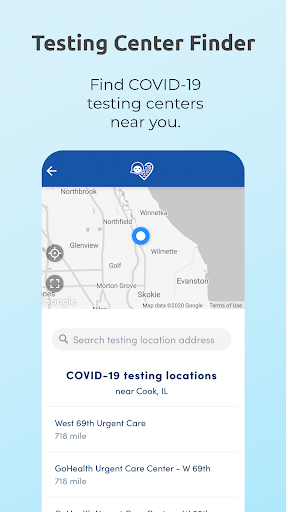 Testing Center Finder
Find COVID-19
testing centers
near you.
Northbrook
Winnetka
Northfield
Glenview
Wilmette
Golf
Morton Grove
Evanston
Skokie
Google
Map data ©2020 Google
Terms of Use
Search testing location address
COVID-19 testing locations
near Cook, IL
West 69th Urgent Care
718 mile
GoHealth Urgent Care Center - W 69th
718 mile